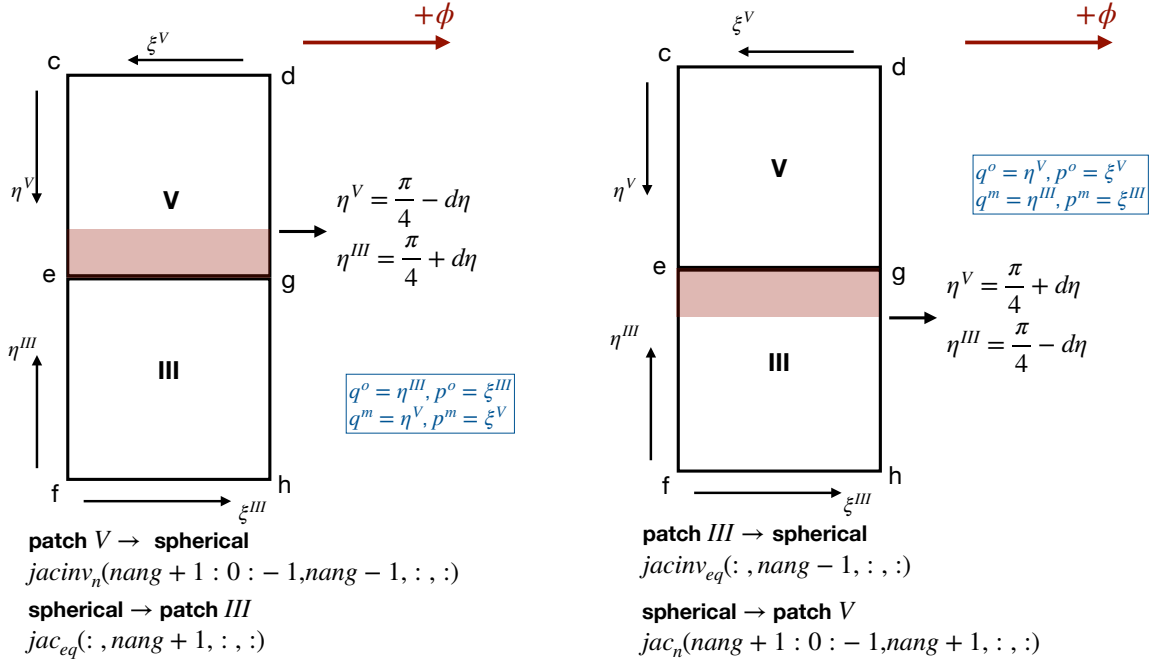 +ϕ
ξ^V
c
d
η^V
V
η^V = π/4 − dη
η^III = π/4 + dη
e
g
η^III
III
q^o = η^III, p^o = ξ^III
q^m = η^V, p^m = ξ^V
f
h
ξ^III
patch V → spherical
jacinv_n(nang + 1 : 0 : − 1,nang − 1, : , :)
spherical → patch III
jac_eq(: , nang + 1, : , :)
+ϕ
ξ^V
c
d
η^V
V
q^o = η^V, p^o = ξ^V
q^m = η^III, p^m = ξ^III
e
g
η^V = π/4 + dη
η^III = π/4 − dη
η^III
III
f
h
ξ^III
patch III → spherical
jacinv_eq(: , nang − 1, : , :)
spherical → patch V
jac_n(nang + 1 : 0 : − 1,nang + 1, : , :)